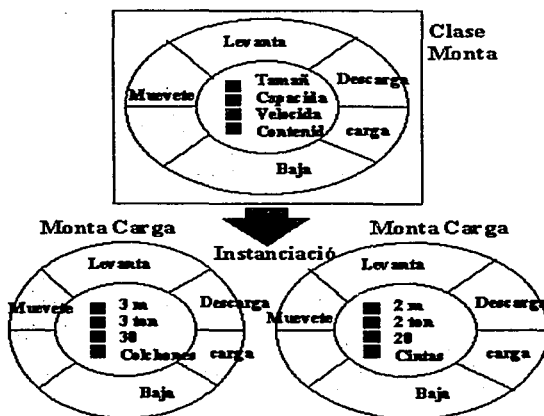 Clase
Monta
Levanta
Muevete
Descarga
Tamañ
Capacida
Velocida
Contenid
carga
Baja
Monta Carga
Instanciació
Monta Carga
Levanta
Muevete
Descarga
3 m
3 ton
30
Colchones
carga
Baja
Levanta
Muevete
Descarga
2 m
2 ton
20
Cintas
carga
Baja